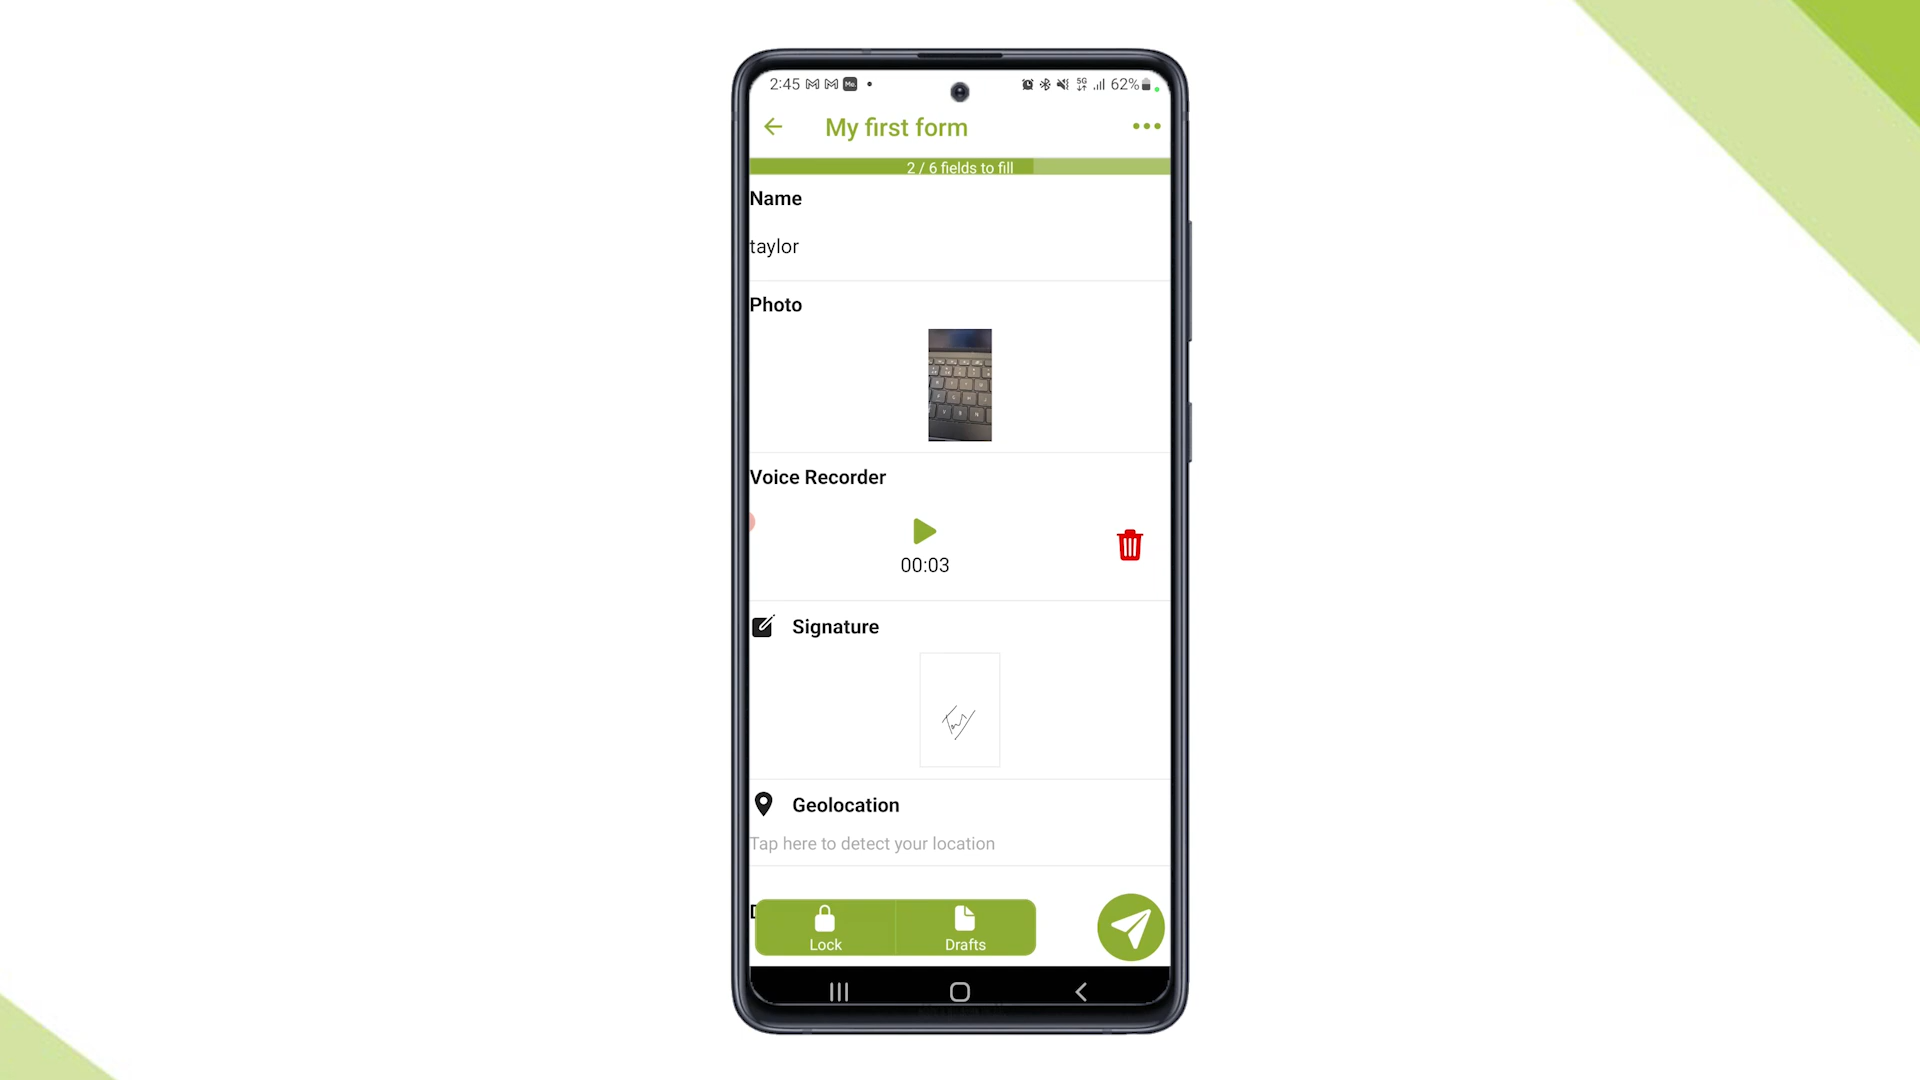 2:45
5G
62%
My first form
2 / 6 fields to fill
Name
taylor
Photo
Voice Recorder
00:03
Signature
Geolocation
Tap here to detect your location
Lock
Drafts